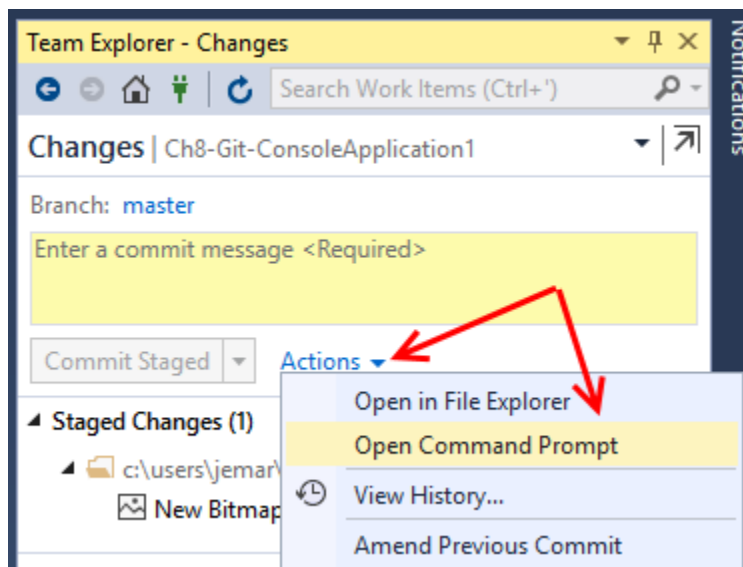 Team Explorer - Changes
Notifications
Search Work Items (Ctrl+')
Changes | Ch8-Git-ConsoleApplication1
Branch: master
Enter a commit message <Required>
Commit Staged
Actions
Open in File Explorer
Staged Changes (1)
Open Command Prompt
c:\users\jemar\
View History...
New Bitmap
Amend Previous Commit